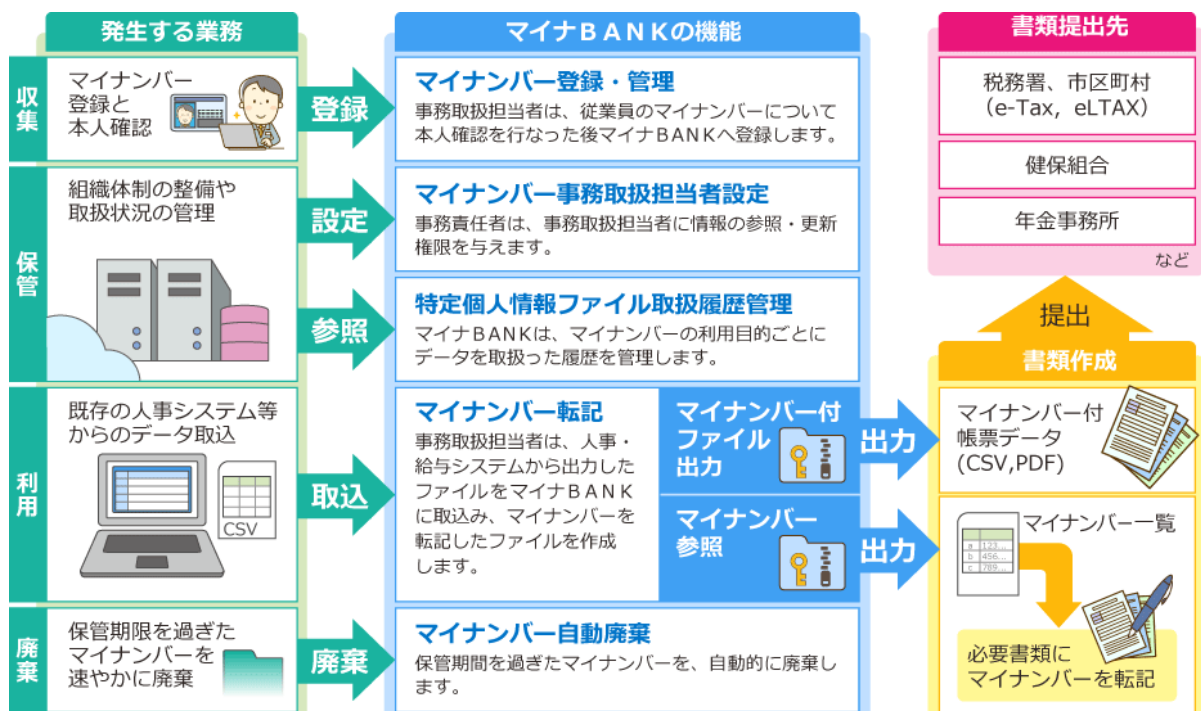 発生する業務
収集
マイナンバー
登録と
本人確認
登録
保管
組織体制の整備や
取扱状況の管理
設定
参照
利用
既存の人事システム等
からのデータ取込
CSV
取込
廃棄
保管期限を過ぎた
マイナンバーを
速やかに廃棄
廃棄
マイナBANKの機能
マイナンバー登録・管理
事務取扱担当者は、従業員のマイナンバーについて
本人確認を行なった後マイナBANKへ登録します。
マイナンバー事務取扱担当者設定
事務責任者は、事務取扱担当者に情報の参照・更新
権限を与えます。
特定個人情報ファイル取扱履歴管理
マイナBANKは、マイナンバーの利用目的ごとに
データを取扱った履歴を管理します。
マイナンバー転記
事務取扱担当者は、人事・
給与システムから出力した
ファイルをマイナBANK
に取込み、マイナンバーを
転記したファイルを作成
します。
マイナンバー付
ファイル
出力
出力
マイナンバー
参照
出力
マイナンバー自動廃棄
保管期間を過ぎたマイナンバーを、自動的に廃棄し
ます。
書類提出先
税務署、市区町村
（e-Tax, eLTAX）
健保組合
年金事務所
など
提出
書類作成
マイナンバー付
帳票データ
(CSV,PDF)
マイナンバー一覧
a 123...
b 456...
c 789...
必要書類に
マイナンバーを転記